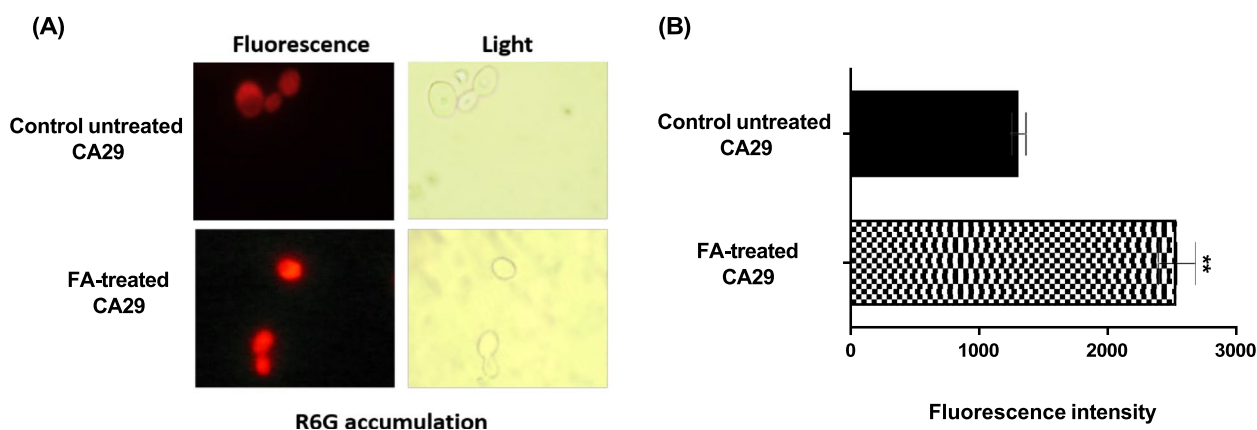 (A)
Fluorescence
Light
Control untreated
CA29
FA-treated
CA29
R6G accumulation
(B)
Control untreated
CA29
FA-treated
CA29
**
0
1000
2000
3000
Fluorescence intensity